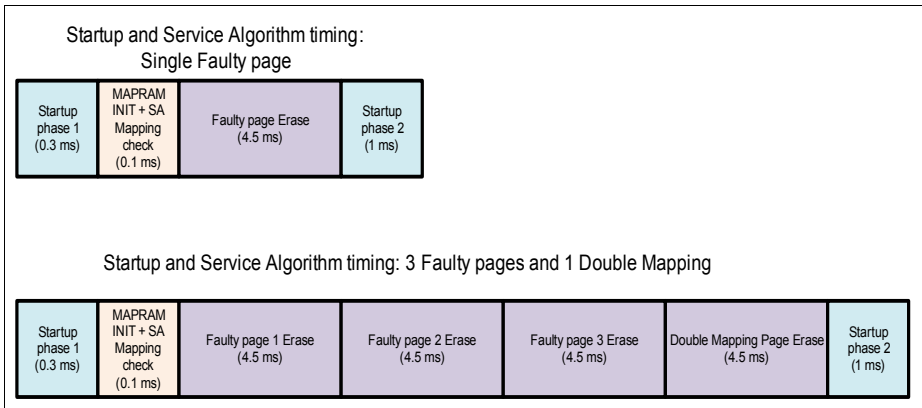 Startup and Service Algorithm timing:
Single Faulty page
Startup
phase 1
(0.3 ms)
MAPRAM
INIT + SA
Mapping
check
(0.1 ms)
Faulty page Erase
(4.5 ms)
Startup
phase 2
(1 ms)
Startup and Service Algorithm timing: 3 Faulty pages and 1 Double Mapping
Startup
phase 1
(0.3 ms)
MAPRAM
INIT + SA
Mapping
check
(0.1 ms)
Faulty page 1 Erase
(4.5 ms)
Faulty page 2 Erase
(4.5 ms)
Faulty page 3 Erase
(4.5 ms)
Double Mapping Page Erase
(4.5 ms)
Startup
phase 2
(1 ms)